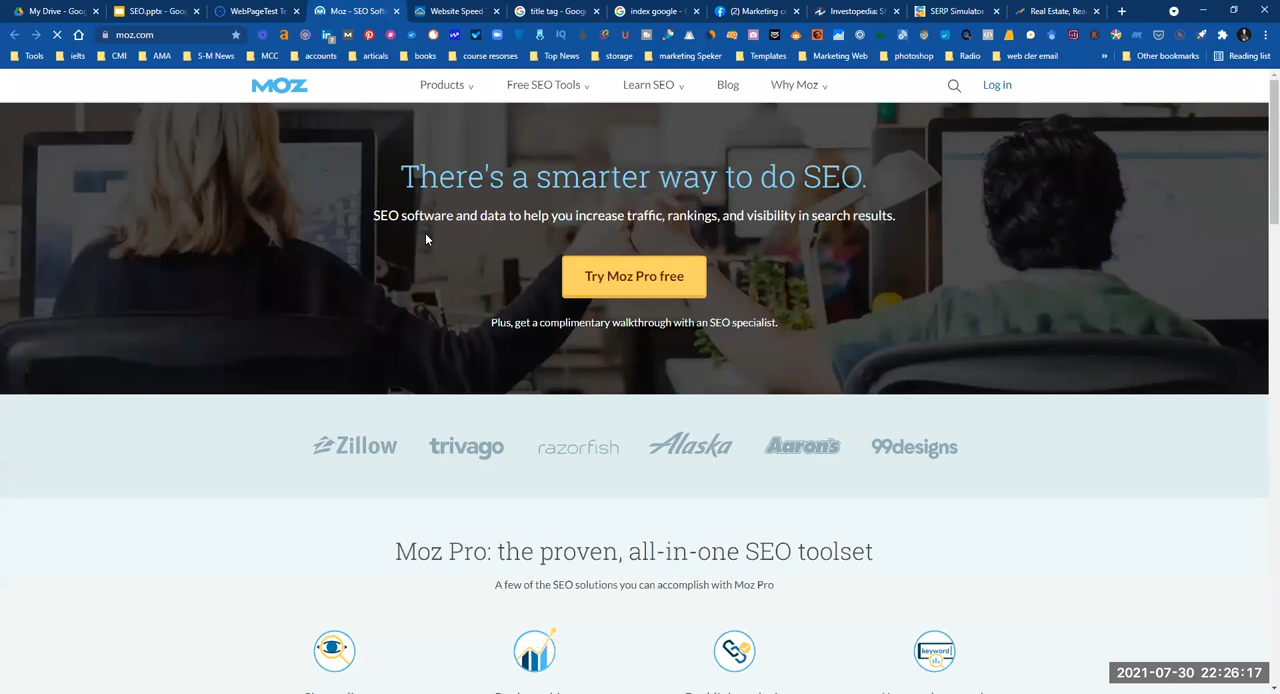 My Drive - Goog
SEO.pptx - Goo
WebPageTest Te
Moz - SEO Softw
Website Speed T
title tag - Goog
index google - G
(2) Marketing co
Investopedia: Sh
SERP Simulator
Real Estate, Rea
moz.com
Tools
ielts
CMI
AMA
S-M News
MCC
accounts
articals
books
course resorses
Top News
storage
marketing Speker
Templates
Marketing Web
photoshop
Radio
web cler email
»
Other bookmarks
Reading list
MOZ
Products
Free SEO Tools
Learn SEO
Blog
Why Moz
Log in
There's a smarter way to do SEO.
SEO software and data to help you increase traffic, rankings, and visibility in search results.
Try Moz Pro free
Plus, get a complimentary walkthrough with an SEO specialist.
Zillow
trivago
razorfish
Alaska
Aaron's
99designs
Moz Pro: the proven, all-in-one SEO toolset
A few of the SEO solutions you can accomplish with Moz Pro
keyword
2021-07-30 22:26:17